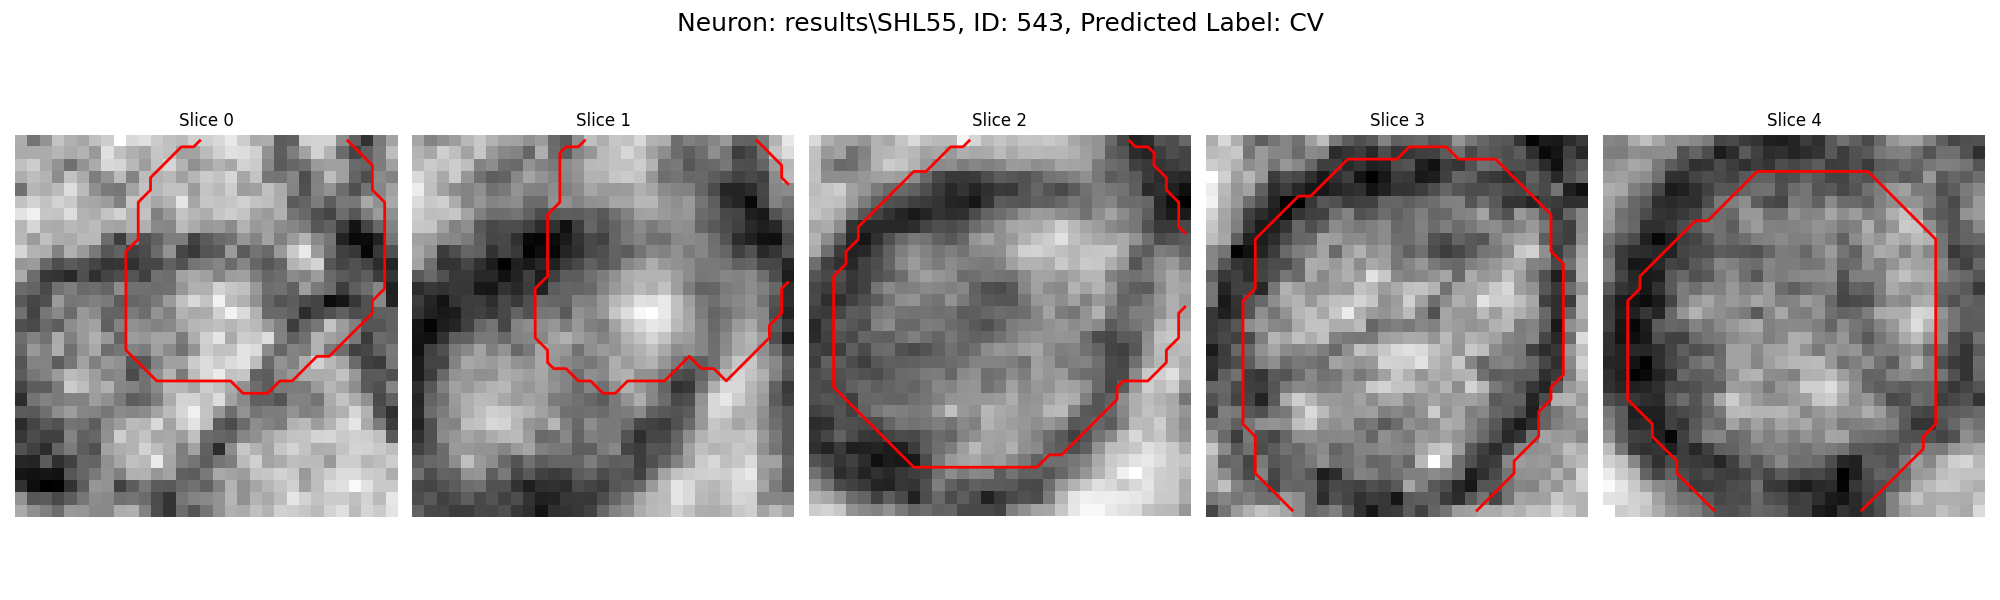 Neuron: results\SHL55, ID: 543, Predicted Label: CV
Slice 0
Slice 1
Slice 2
Slice 3
Slice 4